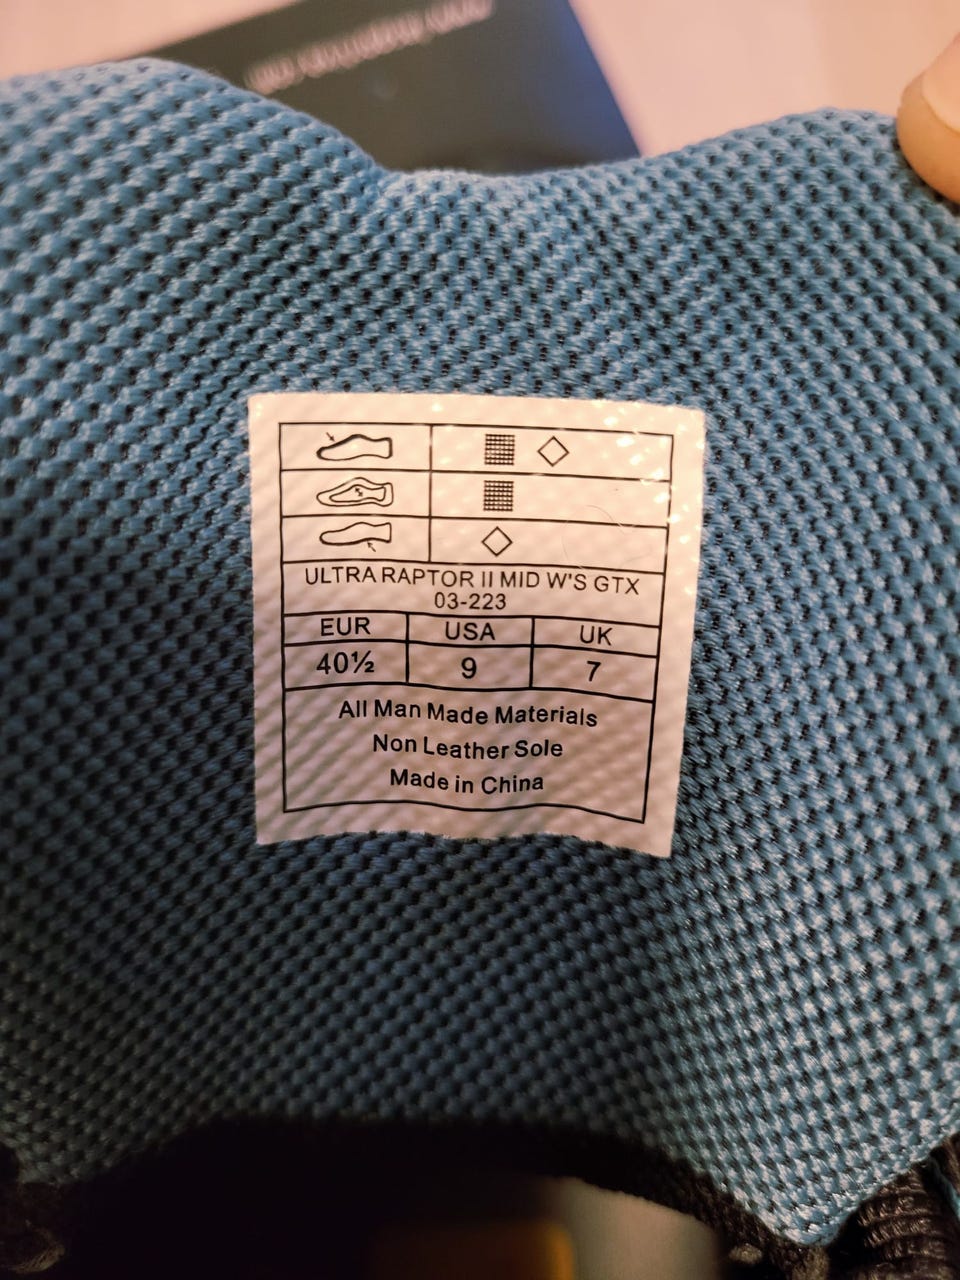 ULTRA RAPTOR II MID W'S GTX
03-223
EUR USA UK
40½ 9 7
All Man Made Materials
Non Leather Sole
Made in China